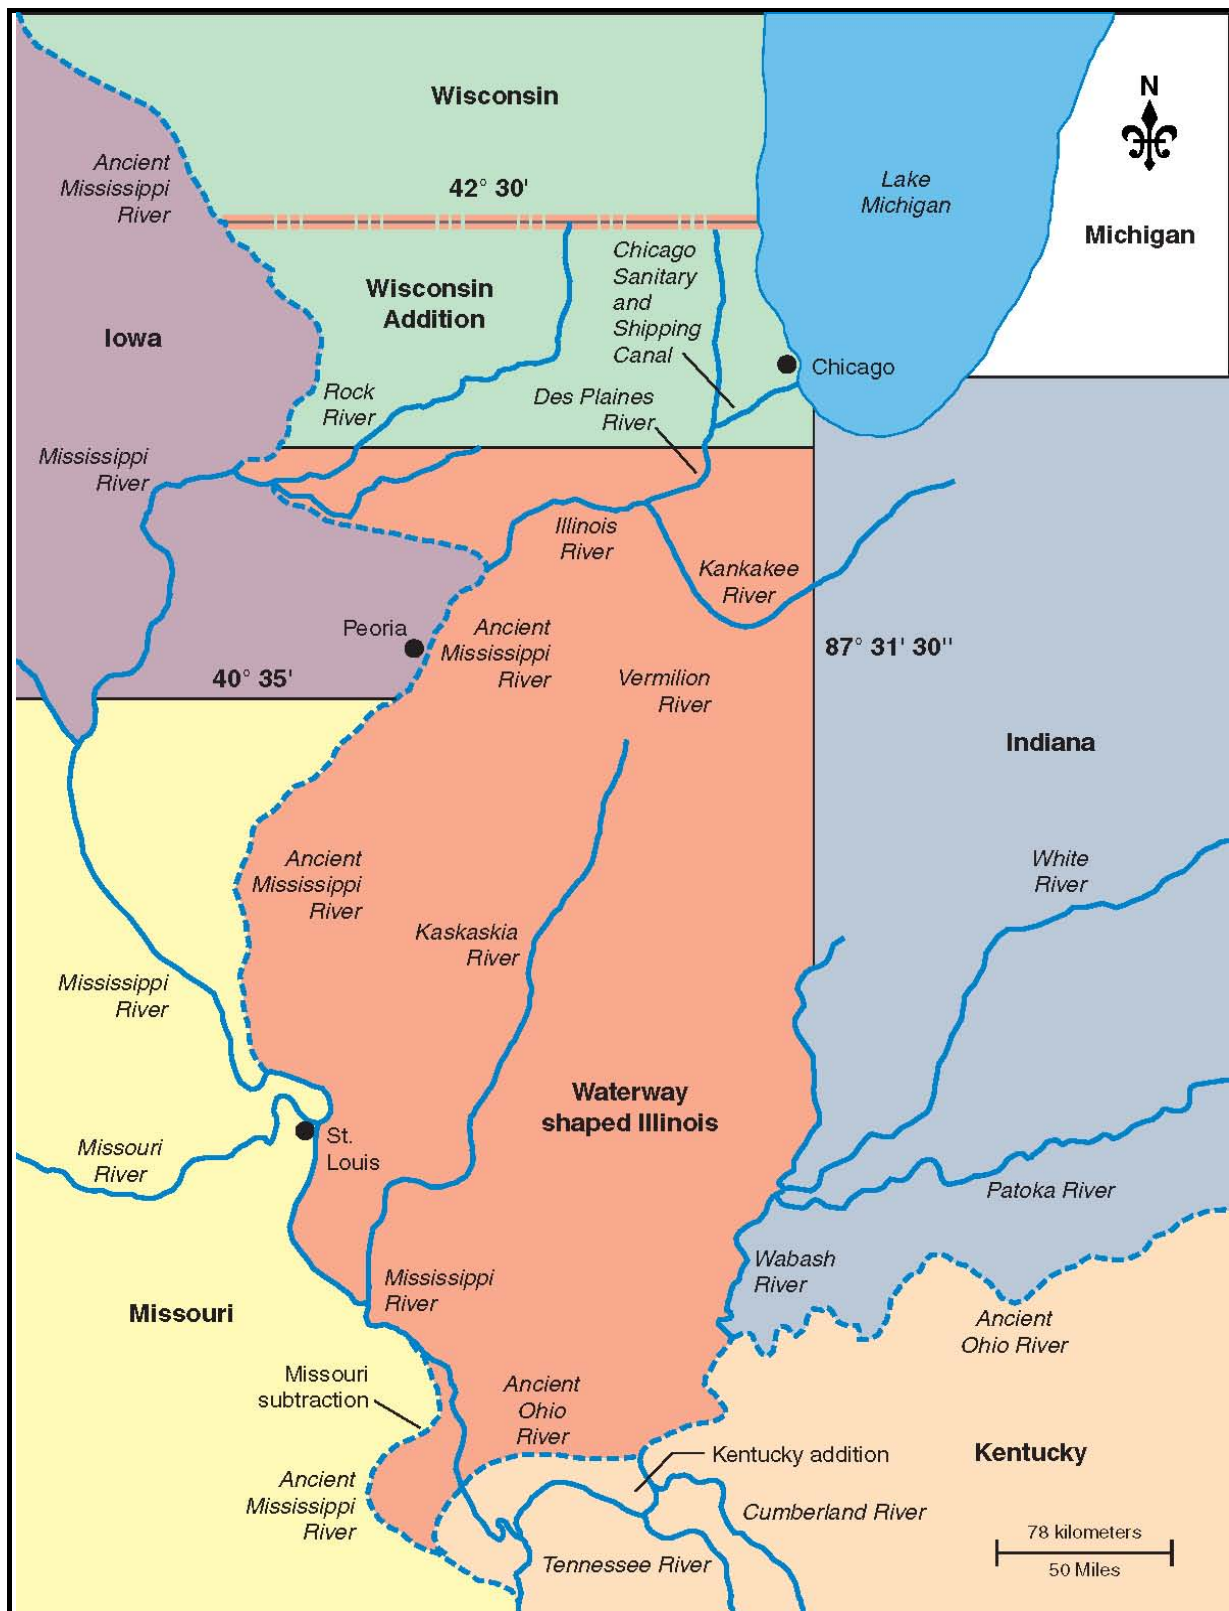 Wisconsin
N
Ancient
Mississippi
River
42° 30'
Lake
Michigan
Michigan
Chicago
Sanitary
and
Shipping
Canal
Wisconsin
Addition
Iowa
Chicago
Rock
River
Des Plaines
River
Mississippi
River
Illinois
River
Kankakee
River
Peoria
Ancient
Mississippi
River
87° 31' 30"
40° 35'
Vermilion
River
Indiana
Ancient
Mississippi
River
White
River
Kaskaskia
River
Mississippi
River
Waterway
shaped Illinois
St.
Louis
Missouri
River
Patoka River
Wabash
River
Mississippi
River
Missouri
Ancient
Ohio River
Missouri
subtraction
Ancient
Ohio
River
Kentucky addition
Kentucky
Ancient
Mississippi
River
Cumberland River
78 kilometers
50 Miles
Tennessee River